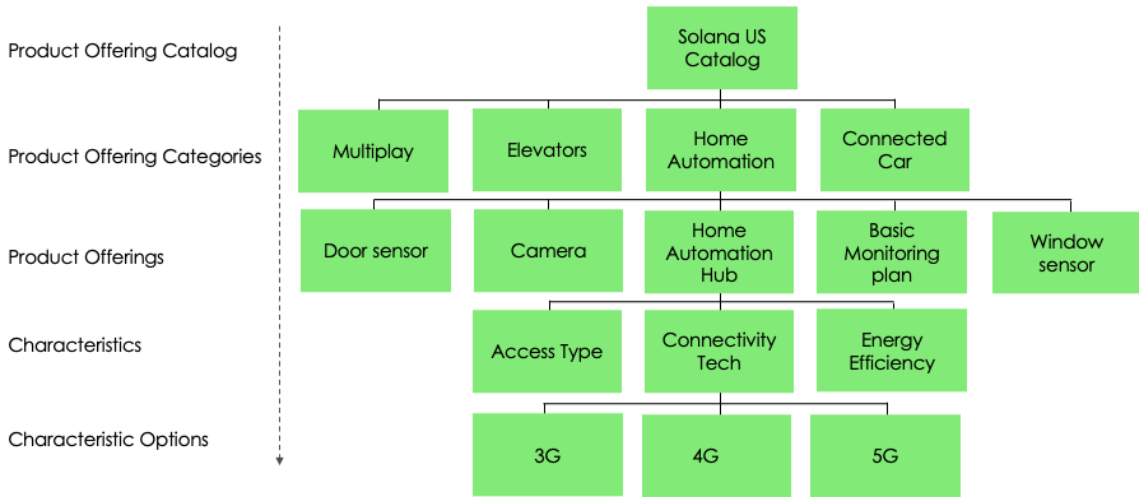 Product Offering Catalog
Solana US
Catalog
Product Offering Categories
Multiplay
Elevators
Home
Automation
Connected
Car
Product Offerings
Door sensor
Camera
Home
Automation
Hub
Basic
Monitoring
plan
Window
sensor
Characteristics
Access Type
Connectivity
Tech
Energy
Efficiency
Characteristic Options
3G
4G
5G